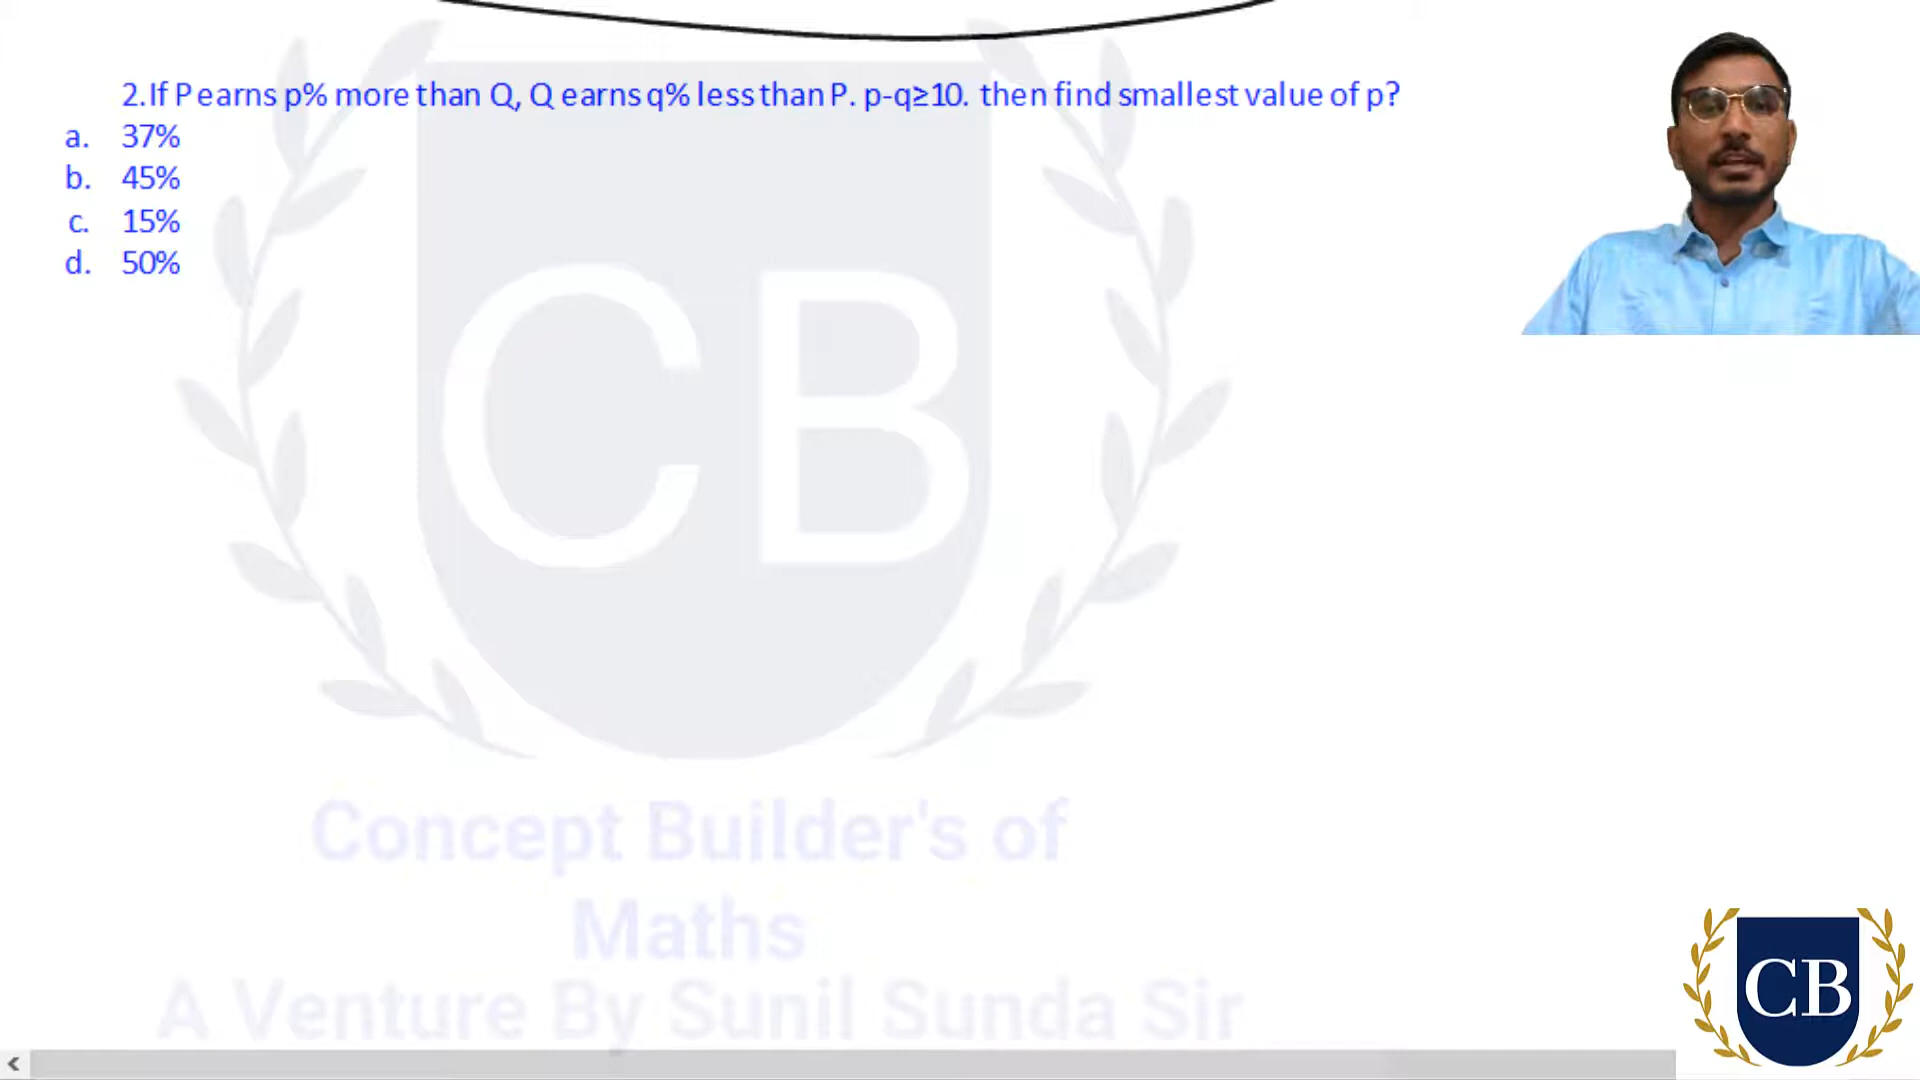 2.If P earns p% more than Q, Q earns q% less than P. p-q≥10. then find smallest value of p?
a. 37%
b. 45%
c. 15%
d. 50%
CB
Concept Builder's of
Maths
A Venture By Sunil Sunda Sir
CB